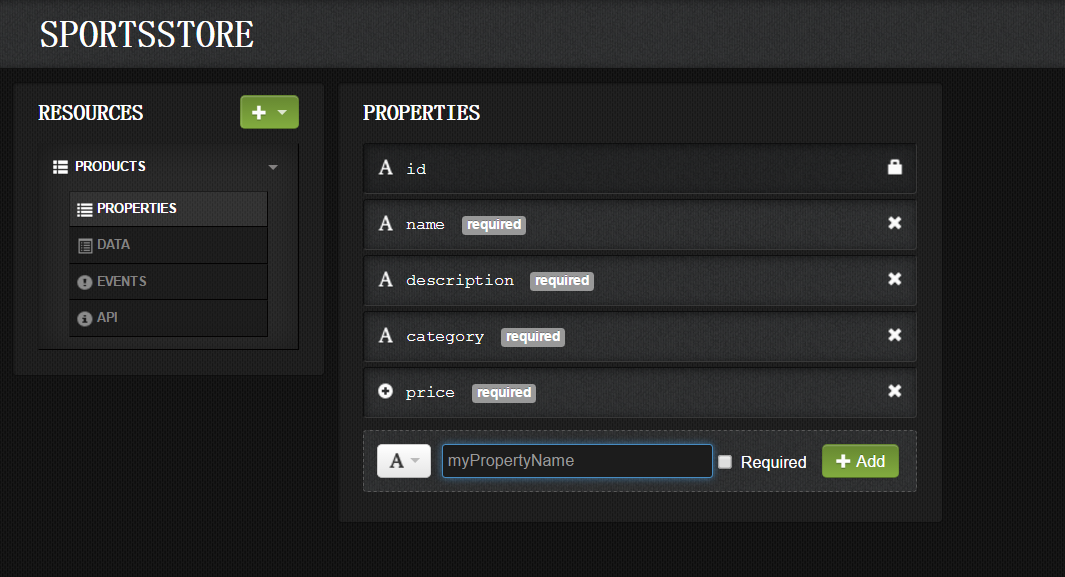 SPORTSSTORE
RESOURCES
PRODUCTS
PROPERTIES
DATA
EVENTS
API
PROPERTIES
A id
A name required
A description required
A category required
price required
A myPropertyName Required Add